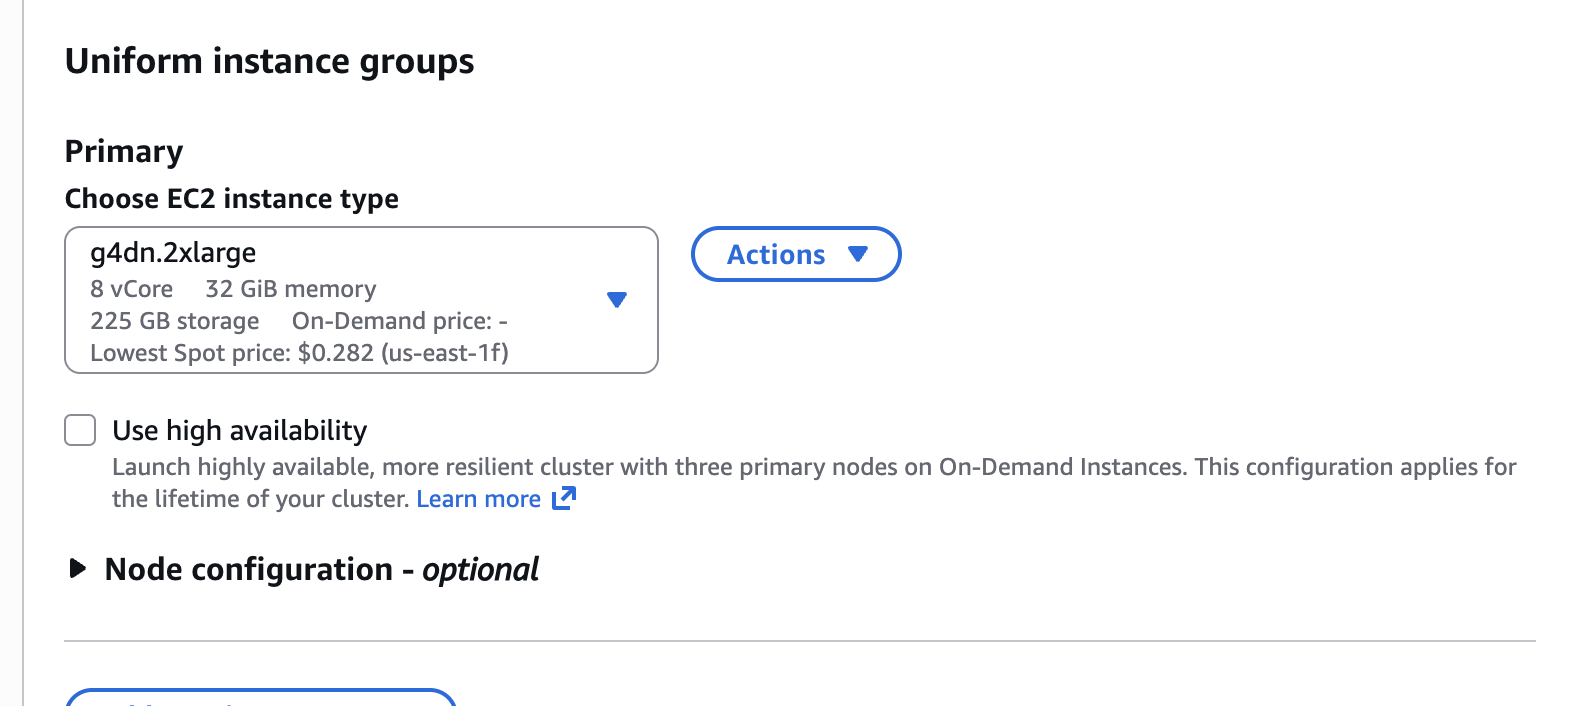 Uniform instance groups
Primary
Choose EC2 instance type
g4dn.2xlarge
8 vCore 32 GiB memory
225 GB storage On-Demand price: -
Lowest Spot price: $0.282 (us-east-1f)
Actions
Use high availability
Launch highly available, more resilient cluster with three primary nodes on On-Demand Instances. This configuration applies for
the lifetime of your cluster. Learn more
Node configuration - optional